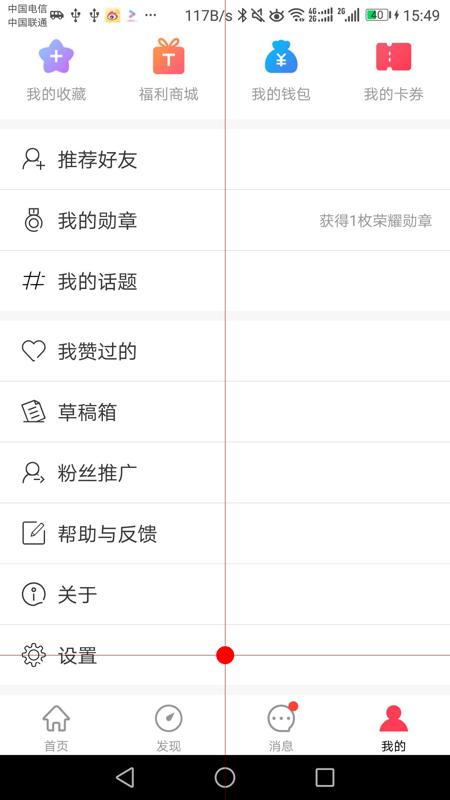 中国电信
中国联通
117B/s 4G 2G 2G 40 15:49
我的收藏 福利商城 我的钱包 我的卡券
推荐好友
我的勋章 获得1枚荣耀勋章
我的话题
我赞过的
草稿箱
粉丝推广
帮助与反馈
关于
设置
首页 发现 消息 我的